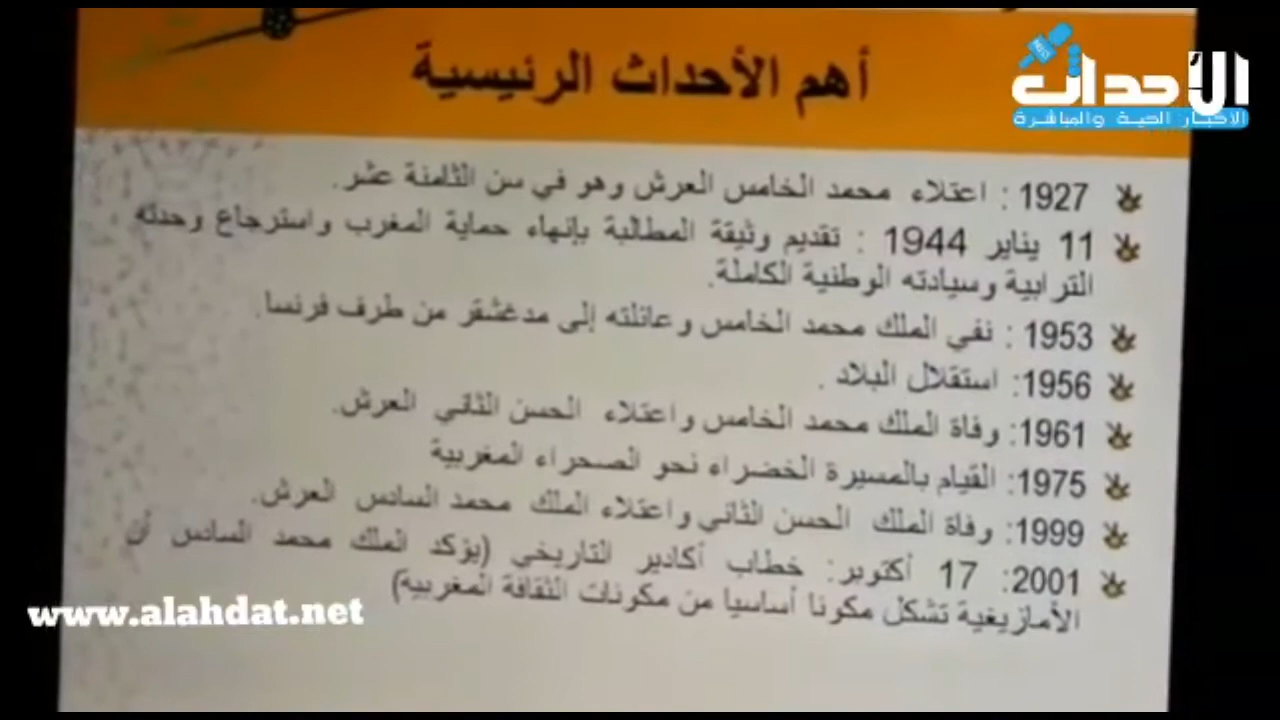 الأحداث
الاخبار الحية والمباشرة
أهم الأحداث الرئيسية
1927 : اعتلاء محمد الخامس العرش وهو في سن الثامنة عشر.
11 يناير 1944 : تقديم وثيقة المطالبة بإنهاء حماية المغرب واسترجاع وحدته
الترابية وسيادته الوطنية الكاملة.
1953 : نفي الملك محمد الخامس وعائلته إلى مدغشقر من طرف فرنسا.
1956: استقلال البلاد .
1961: وفاة الملك محمد الخامس واعتلاء الحسن الثاني العرش.
1975: القيام بالمسيرة الخضراء نحو الصحراء المغربية
1999: وفاة الملك الحسن الثاني واعتلاء الملك محمد السادس العرش.
2001: 17 أكتوبر: خطاب أكادير التاريخي (يؤكد الملك محمد السادس أن
الأمازيغية تشكل مكونا أساسيا من مكونات الثقافة المغربية)
www.alahdat.net